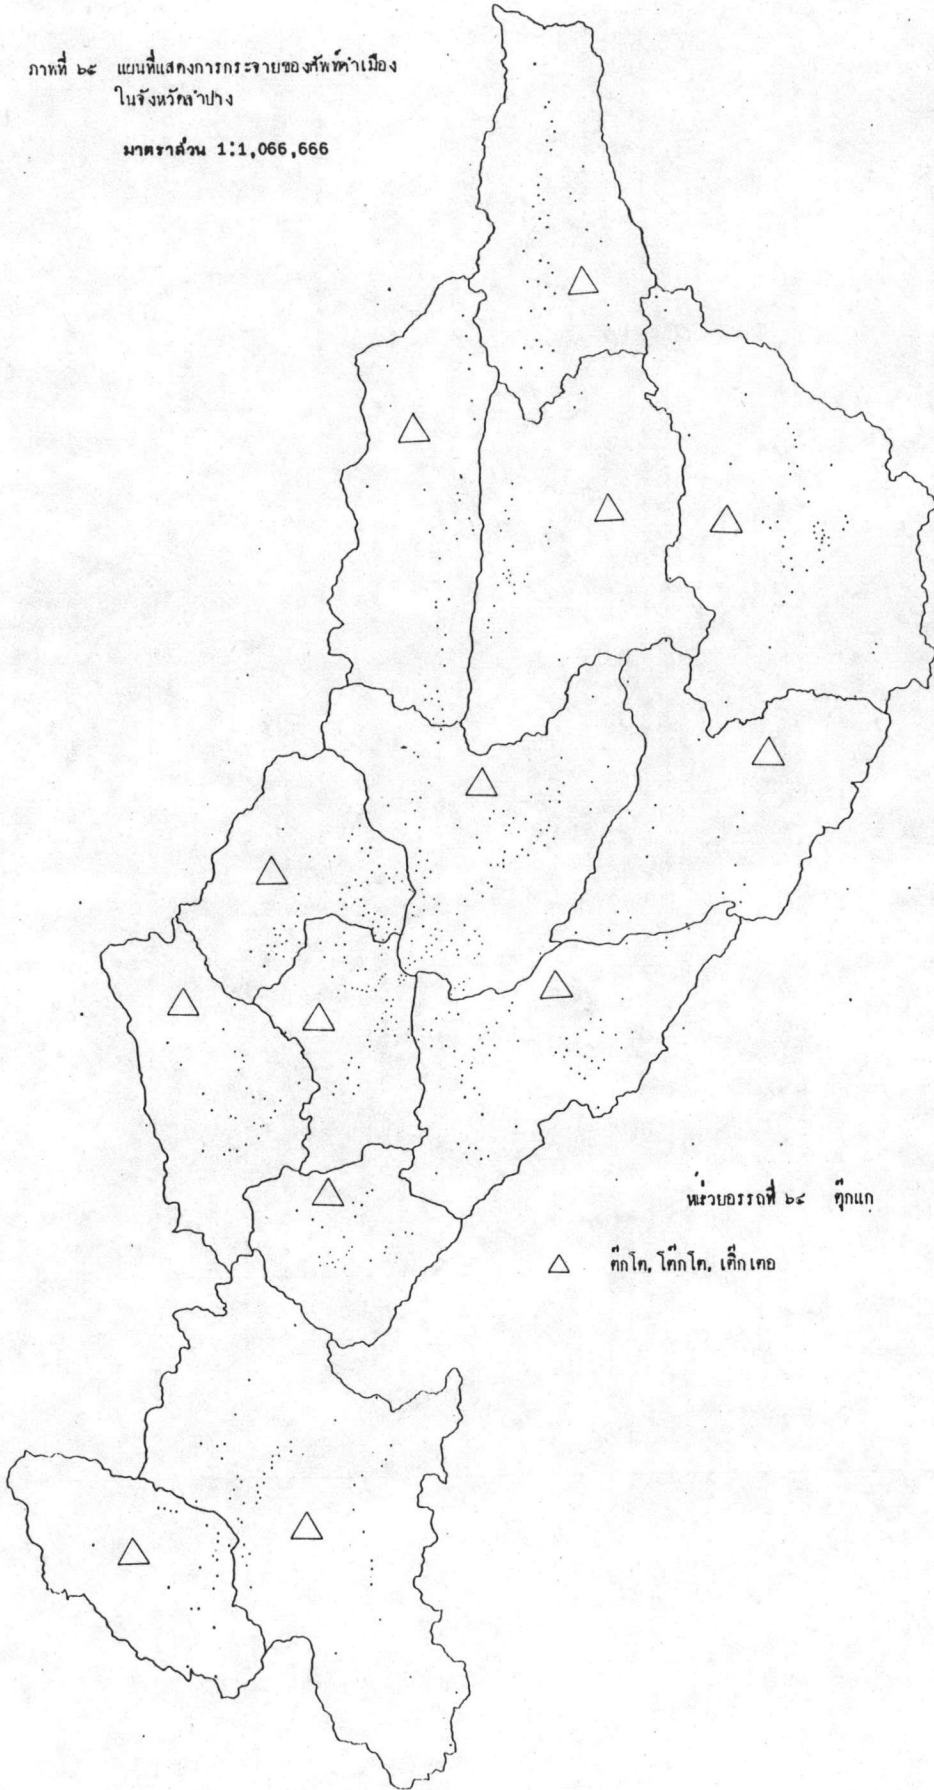 ภาพที่ ๖๕ แผนที่แสดงการกระจายของศัพท์คำเมือง
ในจังหวัดลำปาง
มาตราส่วน 1:1,066,666
หน่วยอรรถที่ ๖๔ ตุ๊กแก
ต๊กโต, โต๊กโต, เติ๊กเตอ